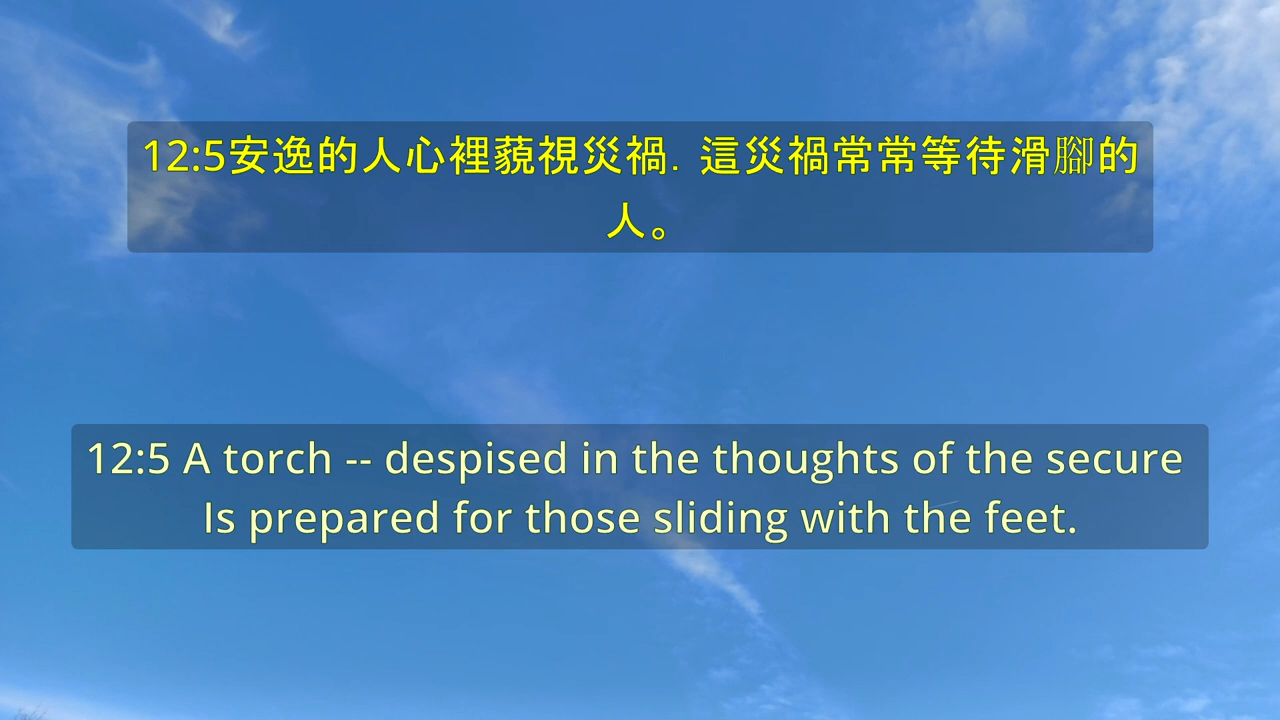 12:5安逸的人心裡藐視災禍．這災禍常常等待滑腳的
人。
12:5 A torch -- despised in the thoughts of the secure
Is prepared for those sliding with the feet.